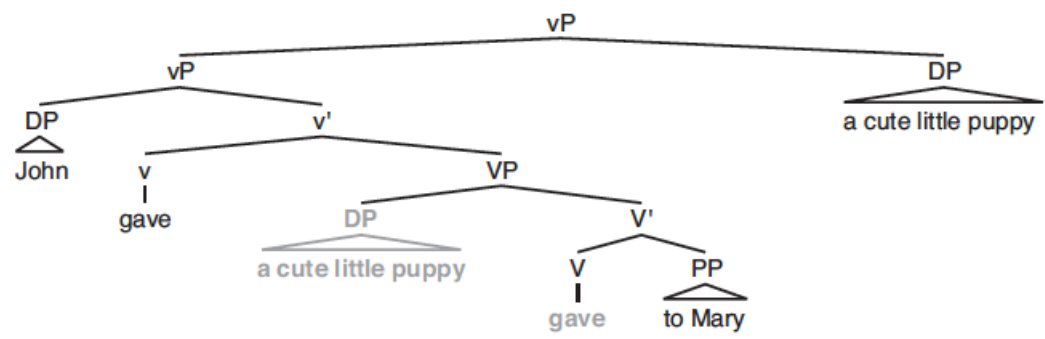 vP
vP DP
DP v' a cute little puppy
John v VP
gave DP V'
a cute little puppy V PP
gave to Mary